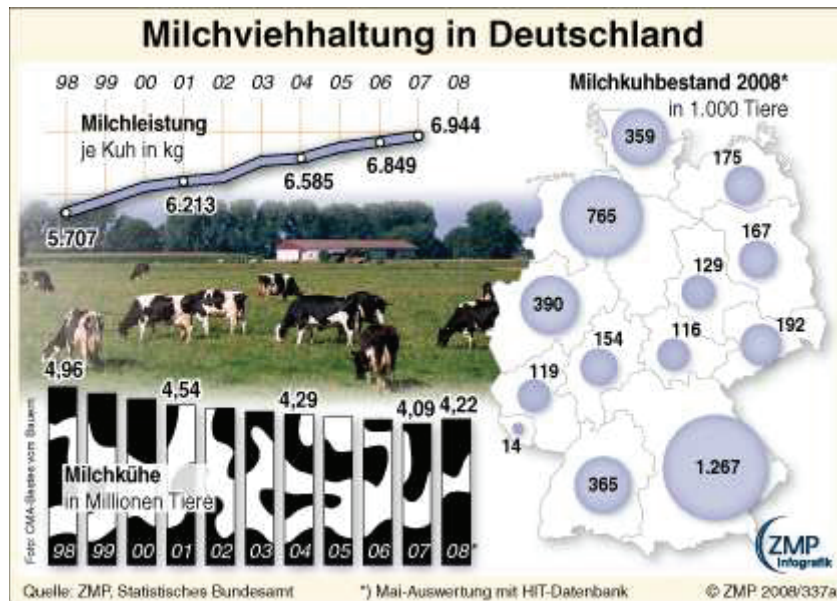 Milchviehhaltung in Deutschland
98 99 00 01 02 03 04 05 06 07 08
Milchleistung
je Kuh in kg
5.707
6.213
6.585
6.849
6.944
Milchkuhbestand 2008*
in 1.000 Tiere
359
175
765
167
129
390
192
154
116
119
14
365
1.267
4,96
4,54
4,29
4,09
4,22
Milchkühe
in Millionen Tiere
98 99 00 01 02 03 04 05 06 07 08*
Foto: CMA-Bestes vom Bauern
ZMP
Infografik
Quelle: ZMP, Statistisches Bundesamt
*) Mai-Auswertung mit HIT-Datenbank
© ZMP 2008/337a